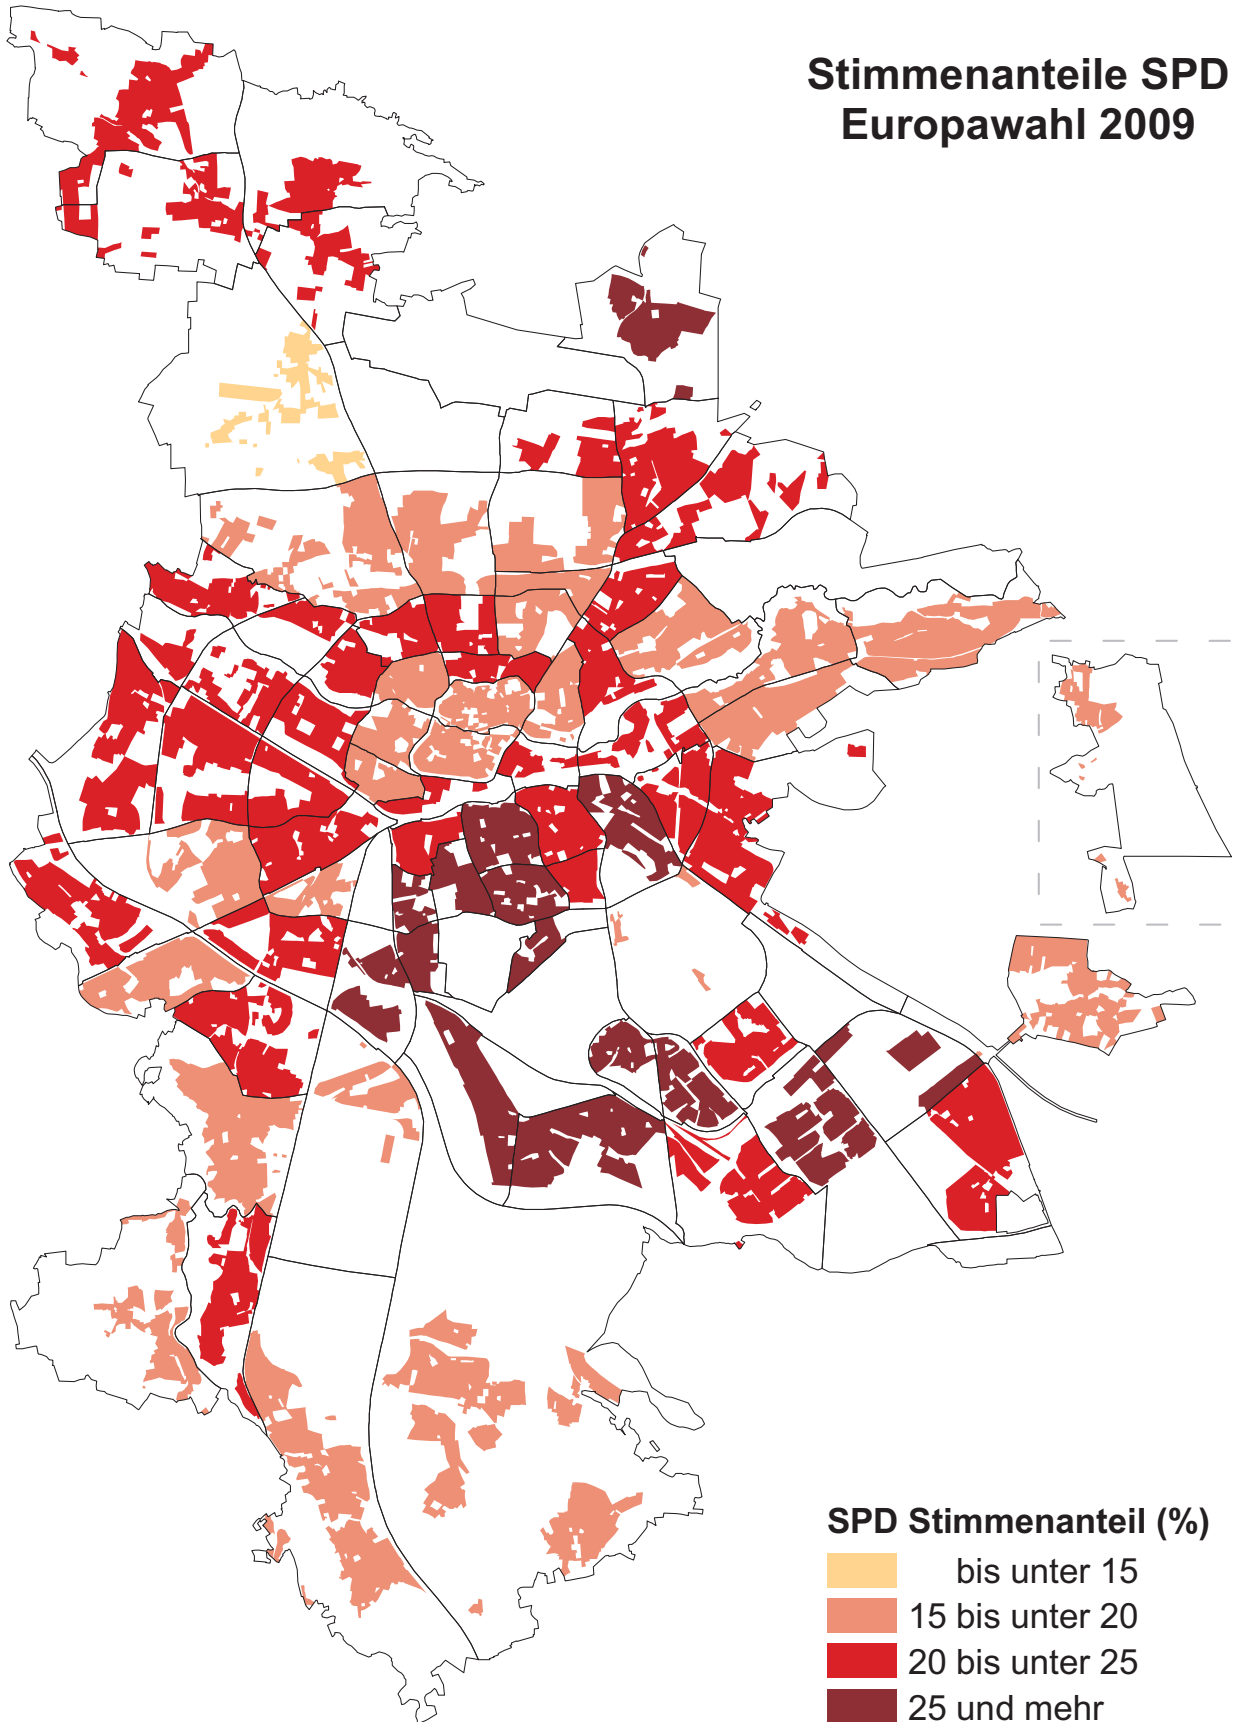 Stimmenanteile SPD
Europawahl 2009
SPD Stimmenanteil (%)
bis unter 15
15 bis unter 20
20 bis unter 25
25 und mehr